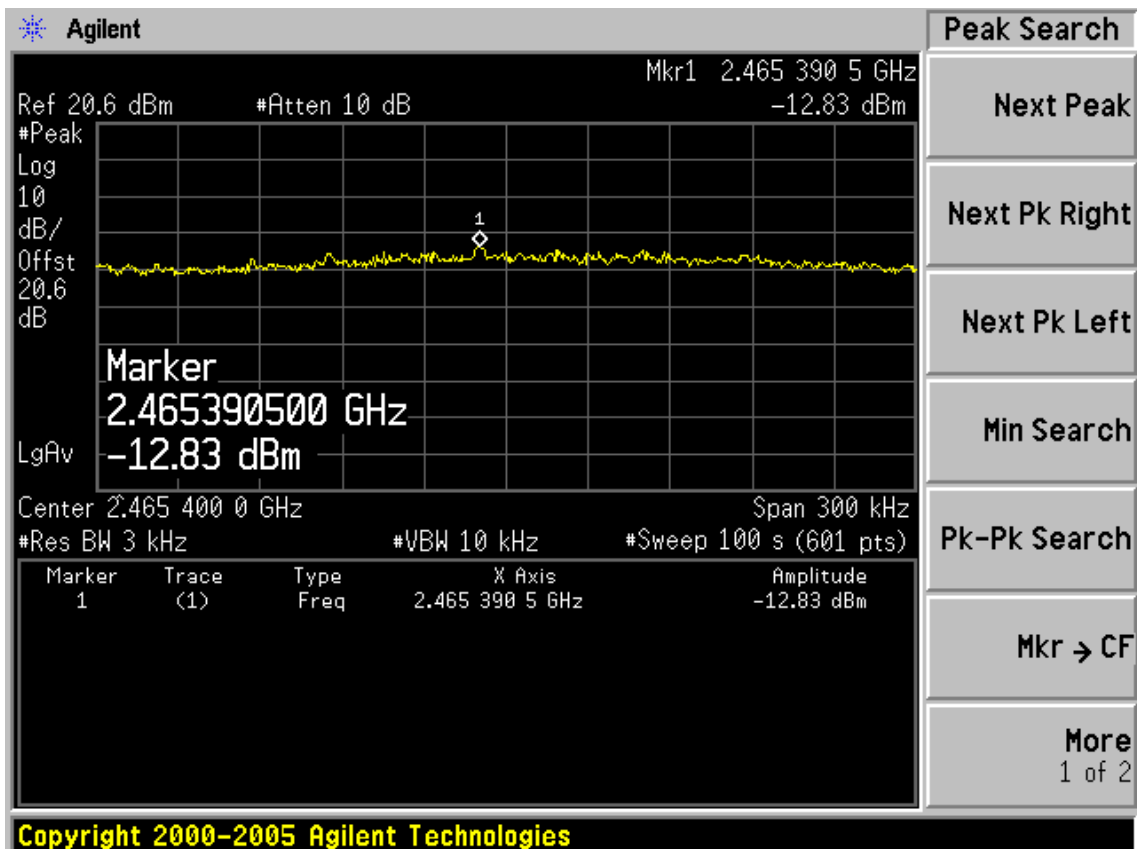 Agilent
Peak Search
Mkr1 2.465 390 5 GHz
Ref 20.6 dBm #Atten 10 dB -12.83 dBm
#Peak
Log
10
dB/
Offst
20.6
dB
LgAv
1
Marker
2.465390500 GHz
-12.83 dBm
Center 2.465 400 0 GHz Span 300 kHz
#Res BW 3 kHz #VBW 10 kHz #Sweep 100 s (601 pts)
Marker Trace Type X Axis Amplitude
1 (1) Freq 2.465 390 5 GHz -12.83 dBm
Next Peak
Next Pk Right
Next Pk Left
Min Search
Pk-Pk Search
Mkr → CF
More
1 of 2
Copyright 2000-2005 Agilent Technologies